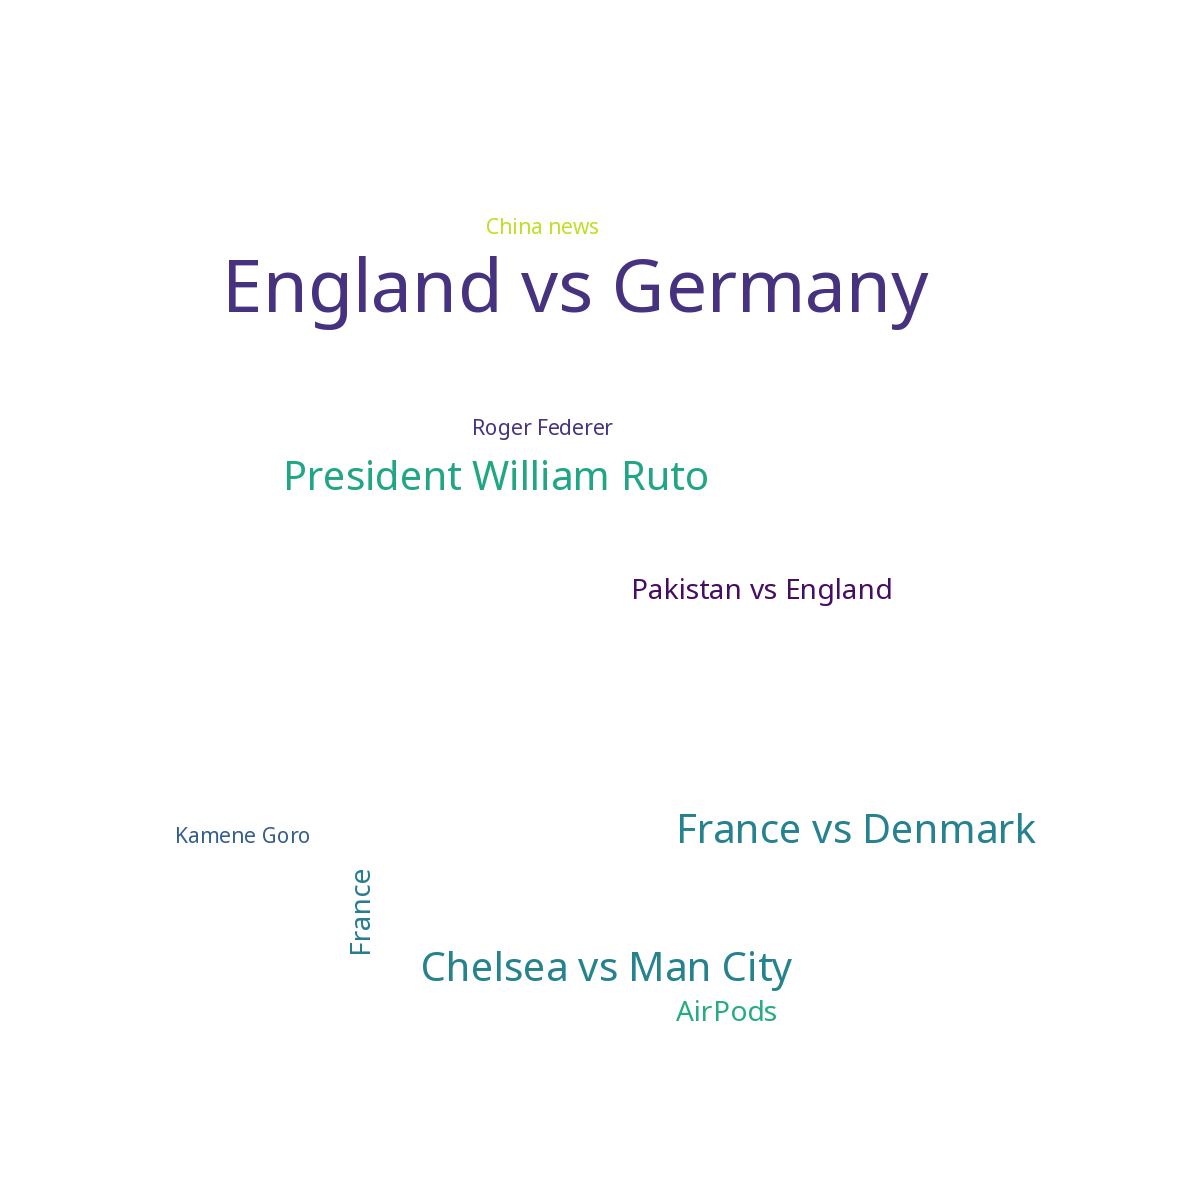 China news
England vs Germany
Roger Federer
President William Ruto
Pakistan vs England
France vs Denmark
Kamene Goro
France
Chelsea vs Man City
AirPods